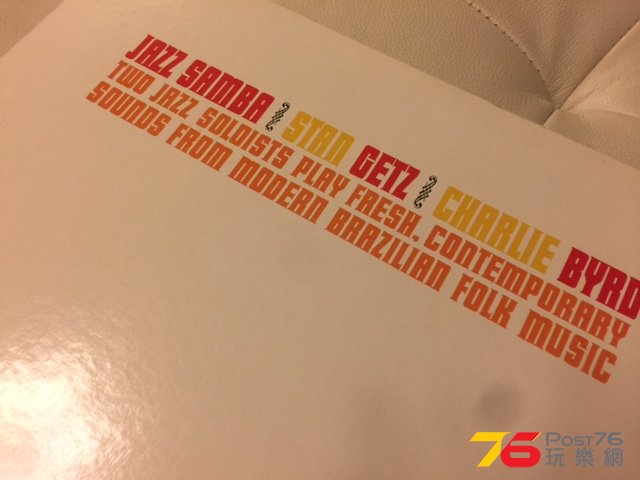 JAZZ SAMBA STAN GETZ CHARLIE BYRD
TWO JAZZ SOLOISTS PLAY FRESH, CONTEMPORARY
SOUNDS FROM MODERN BRAZILIAN FOLK MUSIC
76 POST76
玩樂網